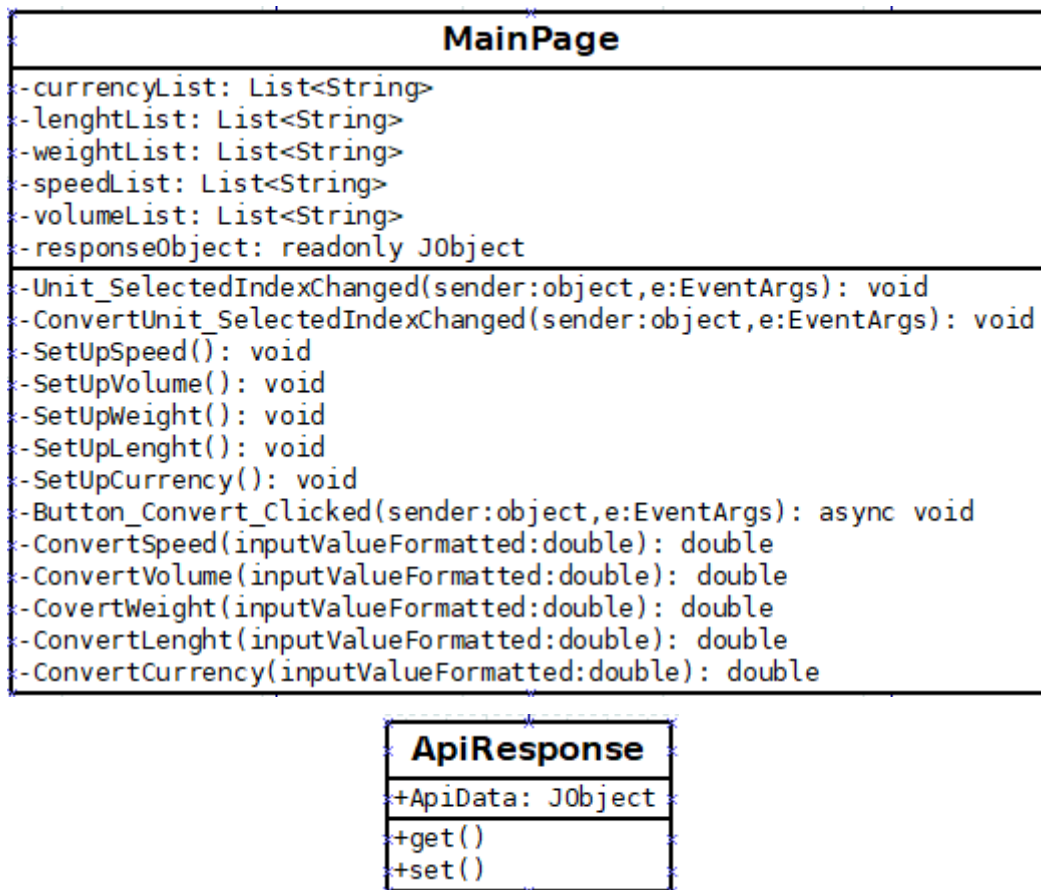 MainPage
-currencyList: List<String>
-lenghtList: List<String>
-weightList: List<String>
-speedList: List<String>
-volumeList: List<String>
-responseObject: readonly JObject
-Unit_SelectedIndexChanged(sender:object,e:EventArgs): void
-ConvertUnit_SelectedIndexChanged(sender:object,e:EventArgs): void
-SetUpSpeed(): void
-SetUpVolume(): void
-SetUpWeight(): void
-SetUpLenght(): void
-SetUpCurrency(): void
-Button_Convert_Clicked(sender:object,e:EventArgs): async void
-ConvertSpeed(inputValueFormatted:double): double
-ConvertVolume(inputValueFormatted:double): double
-CovertWeight(inputValueFormatted:double): double
-ConvertLenght(inputValueFormatted:double): double
-ConvertCurrency(inputValueFormatted:double): double
ApiResponse
+ApiData: JObject
+get()
+set()